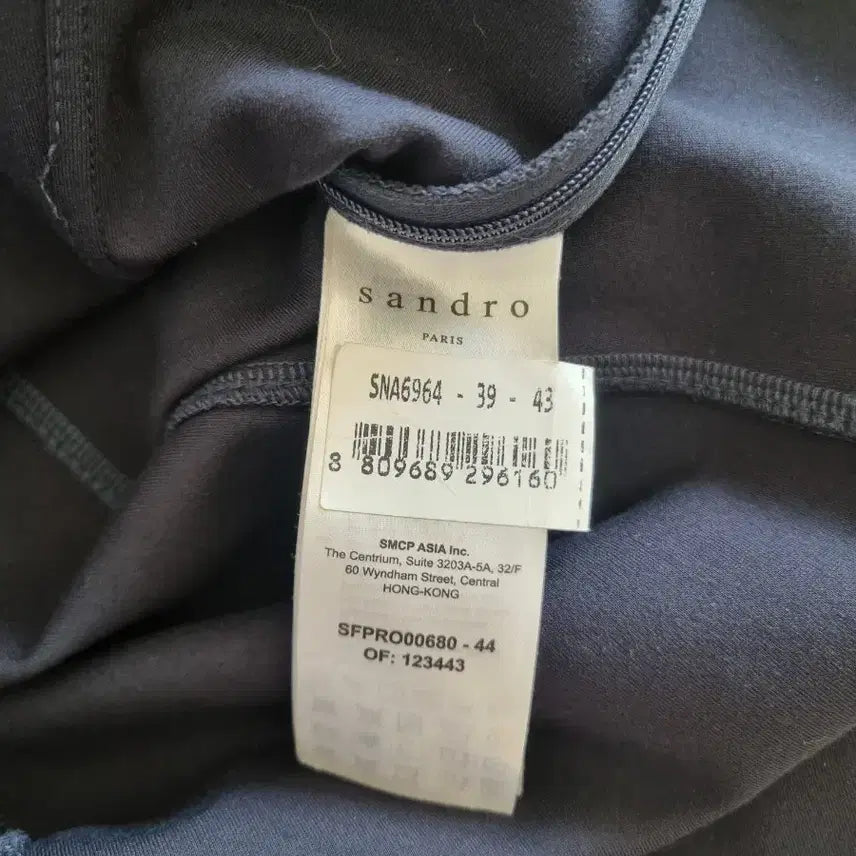 sandro
PARIS
SNA6964 - 39 - 43
8 809689 296160
SMCP ASIA Inc.
The Centrium, Suite 3203A-5A, 32/F
60 Wyndham Street, Central
HONG-KONG
SFPRO00680 - 44
OF: 123443